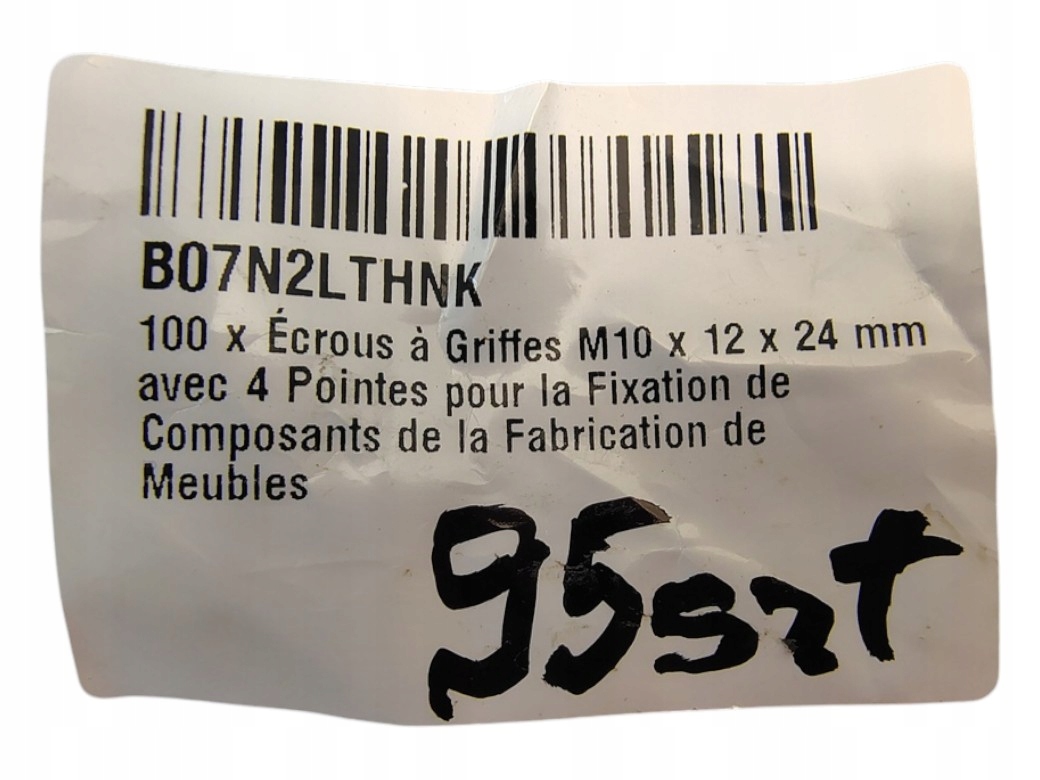 B07N2LTHNK
100 x Écrous à Griffes M10 x 12 x 24 mm
avec 4 Pointes pour la Fixation de
Composants de la Fabrication de
Meubles
95szt